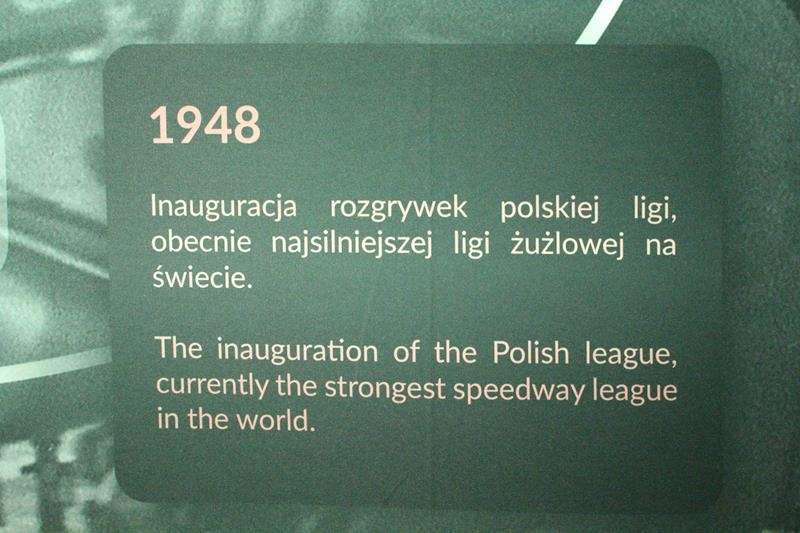 1948
Inauguracja rozgrywek polskiej ligi,
obecnie najsilniejszej ligi żużlowej na
świecie.
The inauguration of the Polish league,
currently the strongest speedway league
in the world.